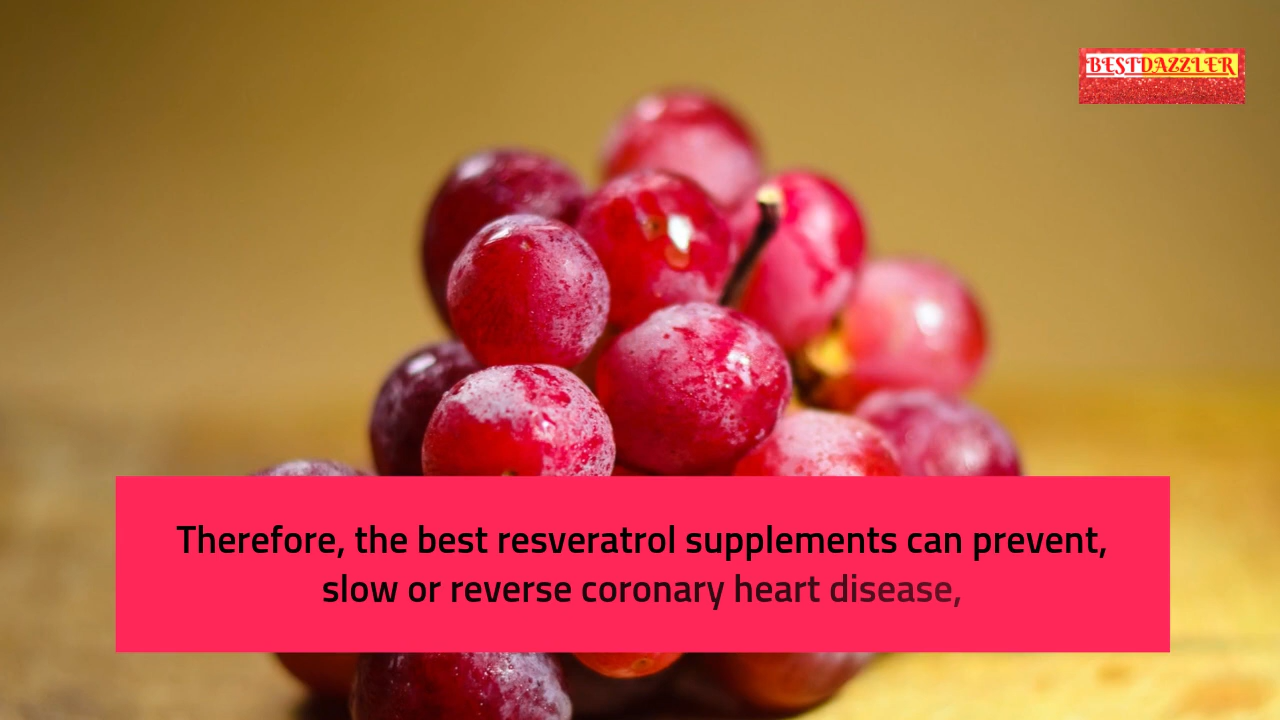 BESTDAZZLER
Therefore, the best resveratrol supplements can prevent,
slow or reverse coronary heart disease,